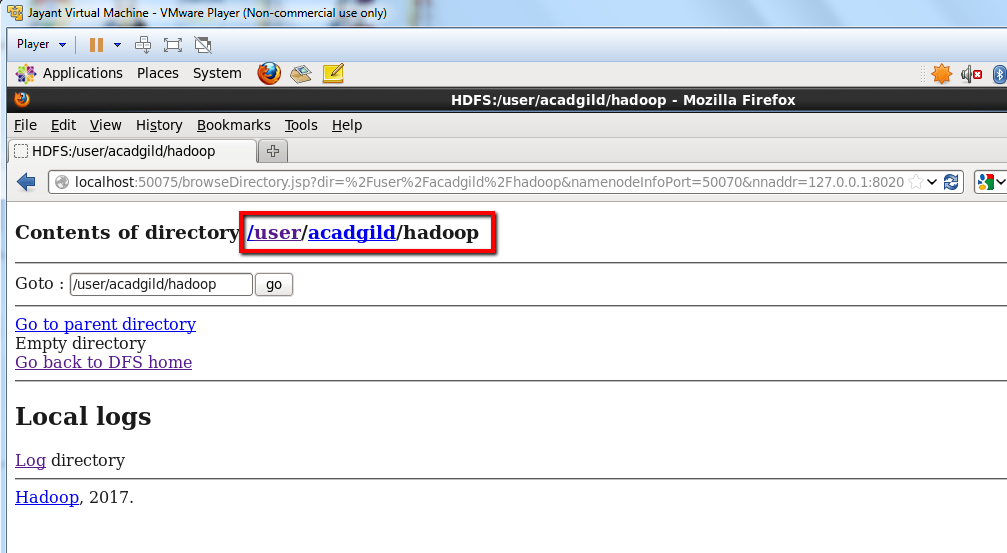 Jayant Virtual Machine - VMware Player (Non-commercial use only)
Player
Applications Places System
HDFS:/user/acadgild/hadoop - Mozilla Firefox
File Edit View History Bookmarks Tools Help
HDFS:/user/acadgild/hadoop
localhost:50075/browseDirectory.jsp?dir=%2Fuser%2Facadgild%2Fhadoop&namenodeInfoPort=50070&nnaddr=127.0.0.1:8020
Contents of directory /user/acadgild/hadoop
Goto : /user/acadgild/hadoop go
Go to parent directory
Empty directory
Go back to DFS home
Local logs
Log directory
Hadoop, 2017.